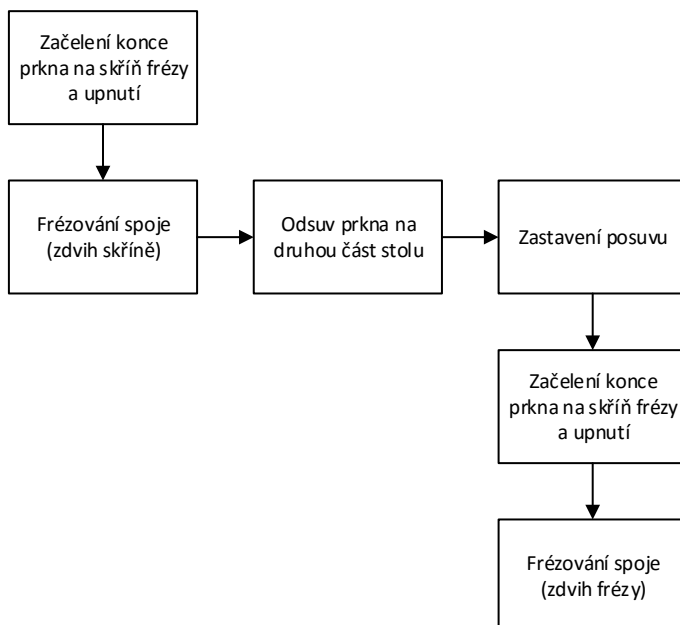 Začelení konce
prkna na skříň frézy
a upnutí
Frézování spoje
(zdvih skříně)
Odsuv prkna na
druhou část stolu
Zastavení posuvu
Začelení konce
prkna na skříň frézy
a upnutí
Frézování spoje
(zdvih frézy)